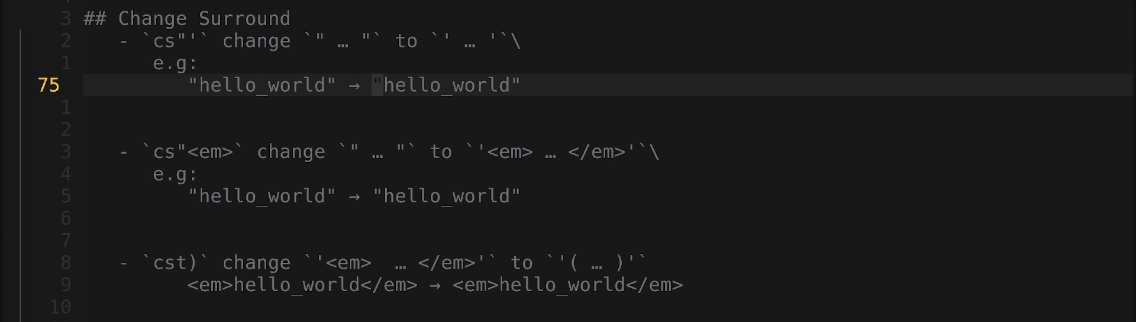 3 ## Change Surround
2 - `cs"'` change `" … "` to `' … '`\
1 e.g:
75 "hello_world" → "hello_world"
1
2
3 - `cs"<em>` change `" … "` to `'<em> … </em>'`\
4 e.g:
5 "hello_world" → "hello_world"
6
7
8 - `cst)` change `'<em>  … </em>'` to `'( … )'`
9 <em>hello_world</em> → <em>hello_world</em>
10